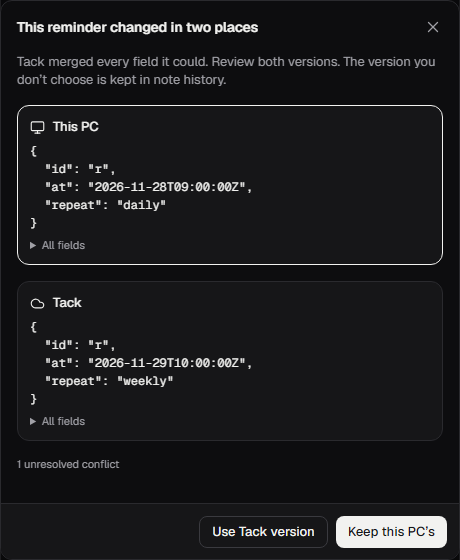 This reminder changed in two places
Tack merged every field it could. Review both versions. The version you
don’t choose is kept in note history.
This PC
{
  "id": "r",
  "at": "2026-11-28T09:00:00Z",
  "repeat": "daily"
}
All fields
Tack
{
  "id": "r",
  "at": "2026-11-29T10:00:00Z",
  "repeat": "weekly"
}
All fields
1 unresolved conflict
Use Tack version
Keep this PC’s